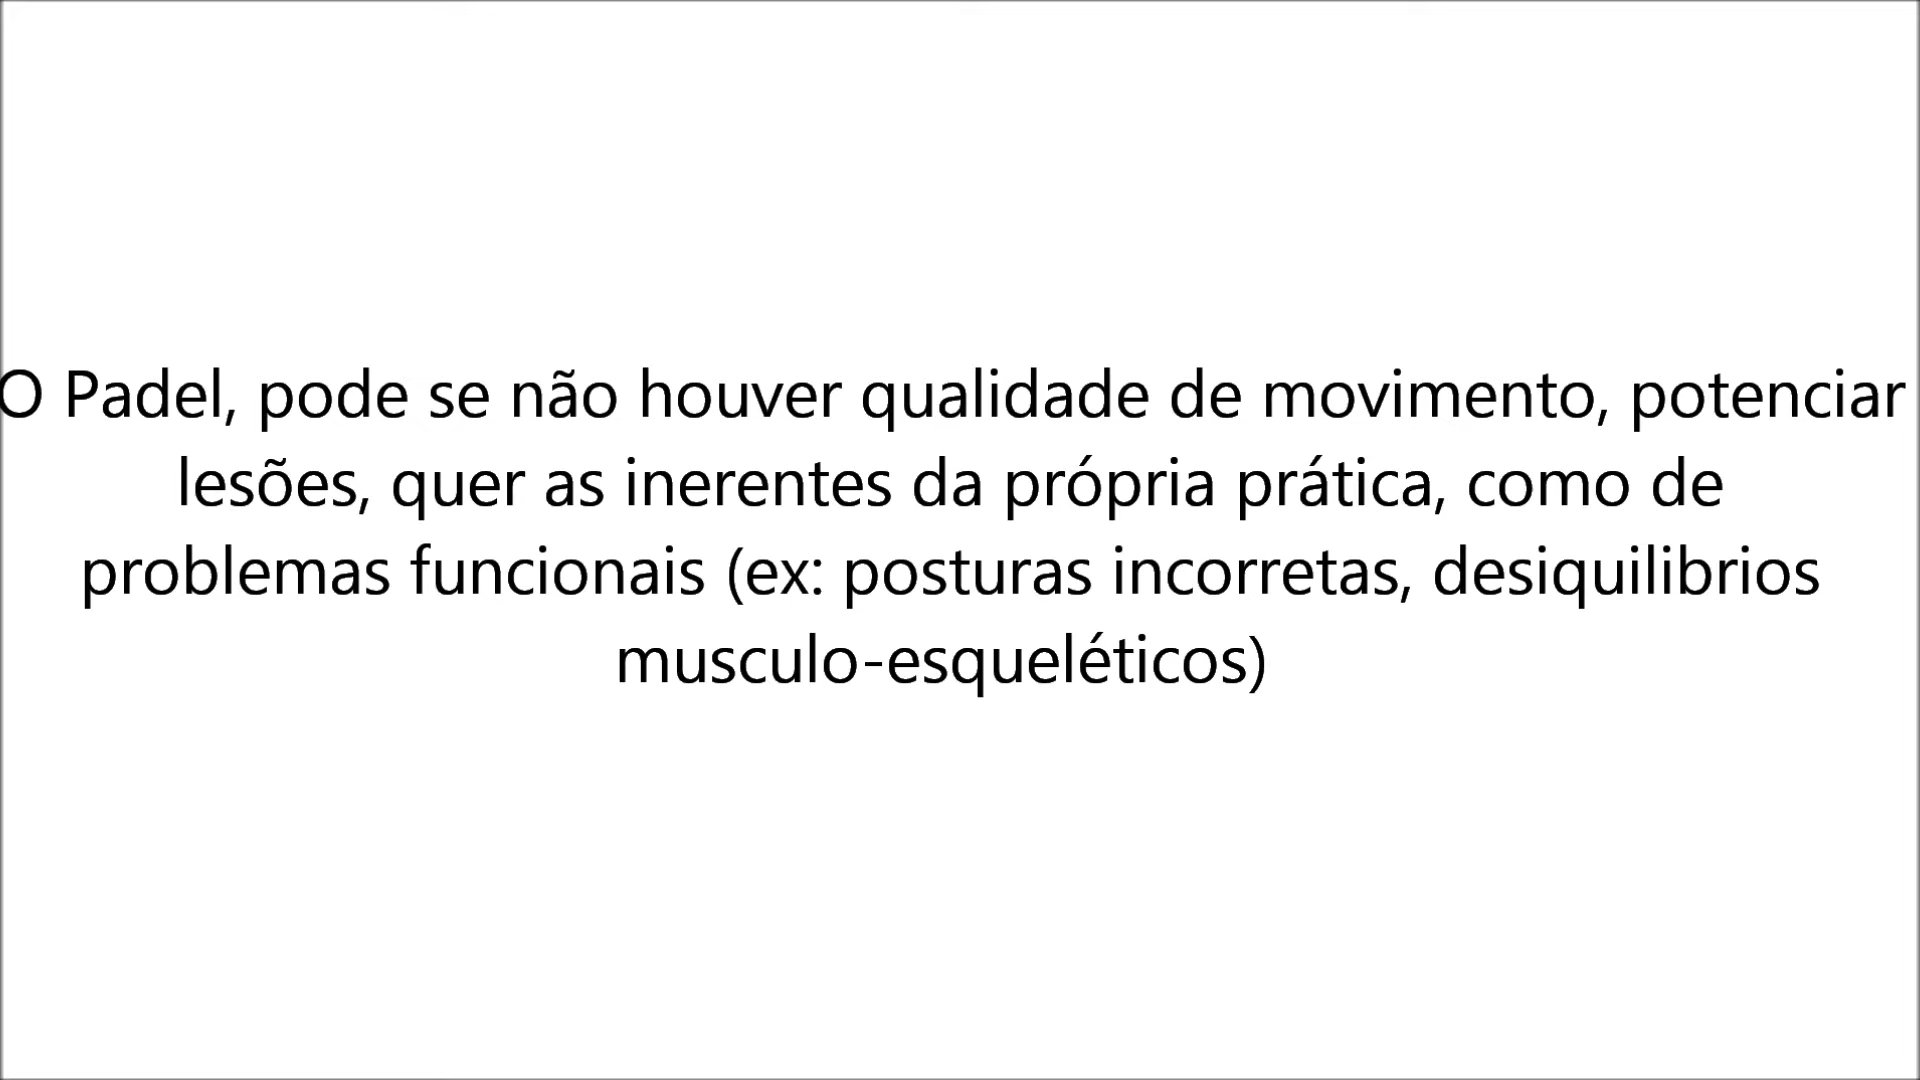 O Padel, pode se não houver qualidade de movimento, potenciar
lesões, quer as inerentes da própria prática, como de
problemas funcionais (ex: posturas incorretas, desiquilibrios
musculo-esqueléticos)